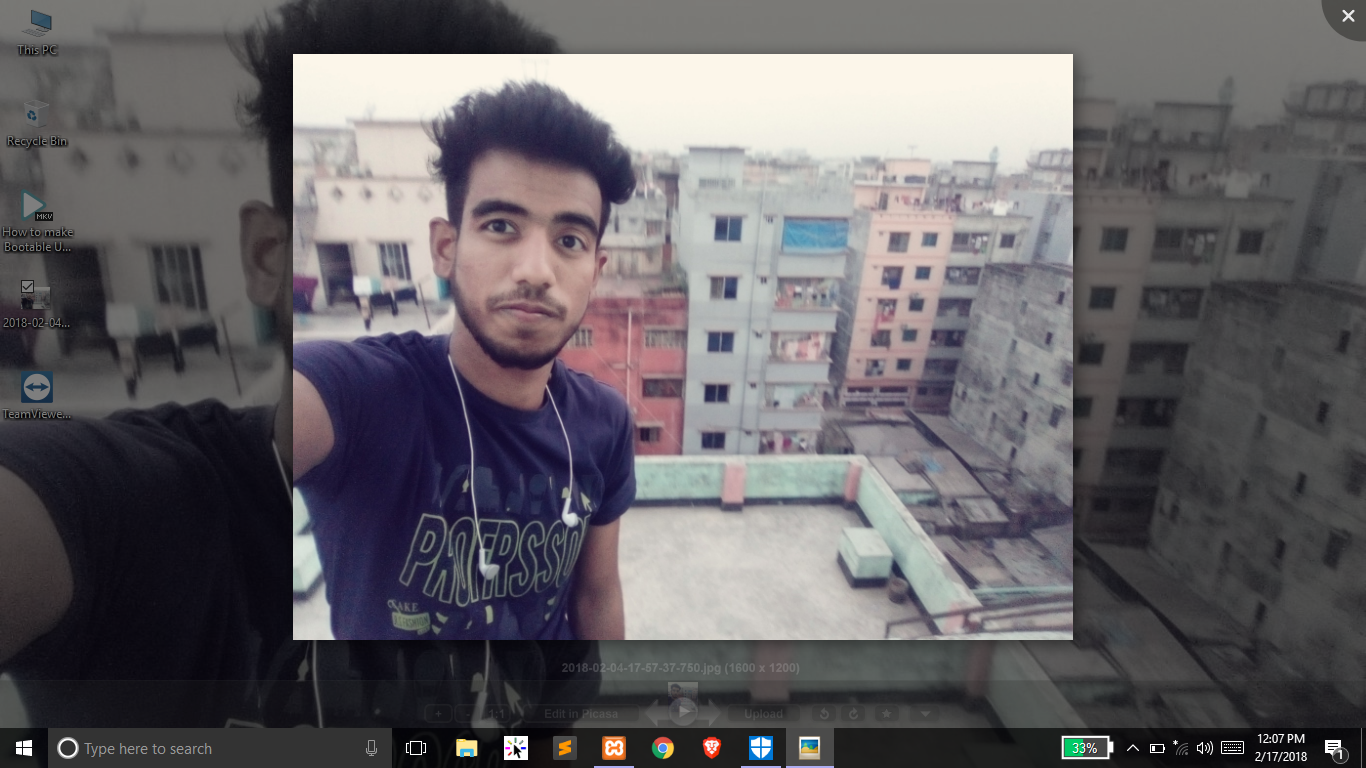 This PC
Recycle Bin
MKV
How to make
Bootable U...
2018-02-04...
TeamViewe...
PROFRSSO
2018-02-04-17-57-37-750.jpg (1600 x 1200)
1:1
Edit in Picasa
Upload
Type here to search
33%
12:07 PM
2/17/2018
1